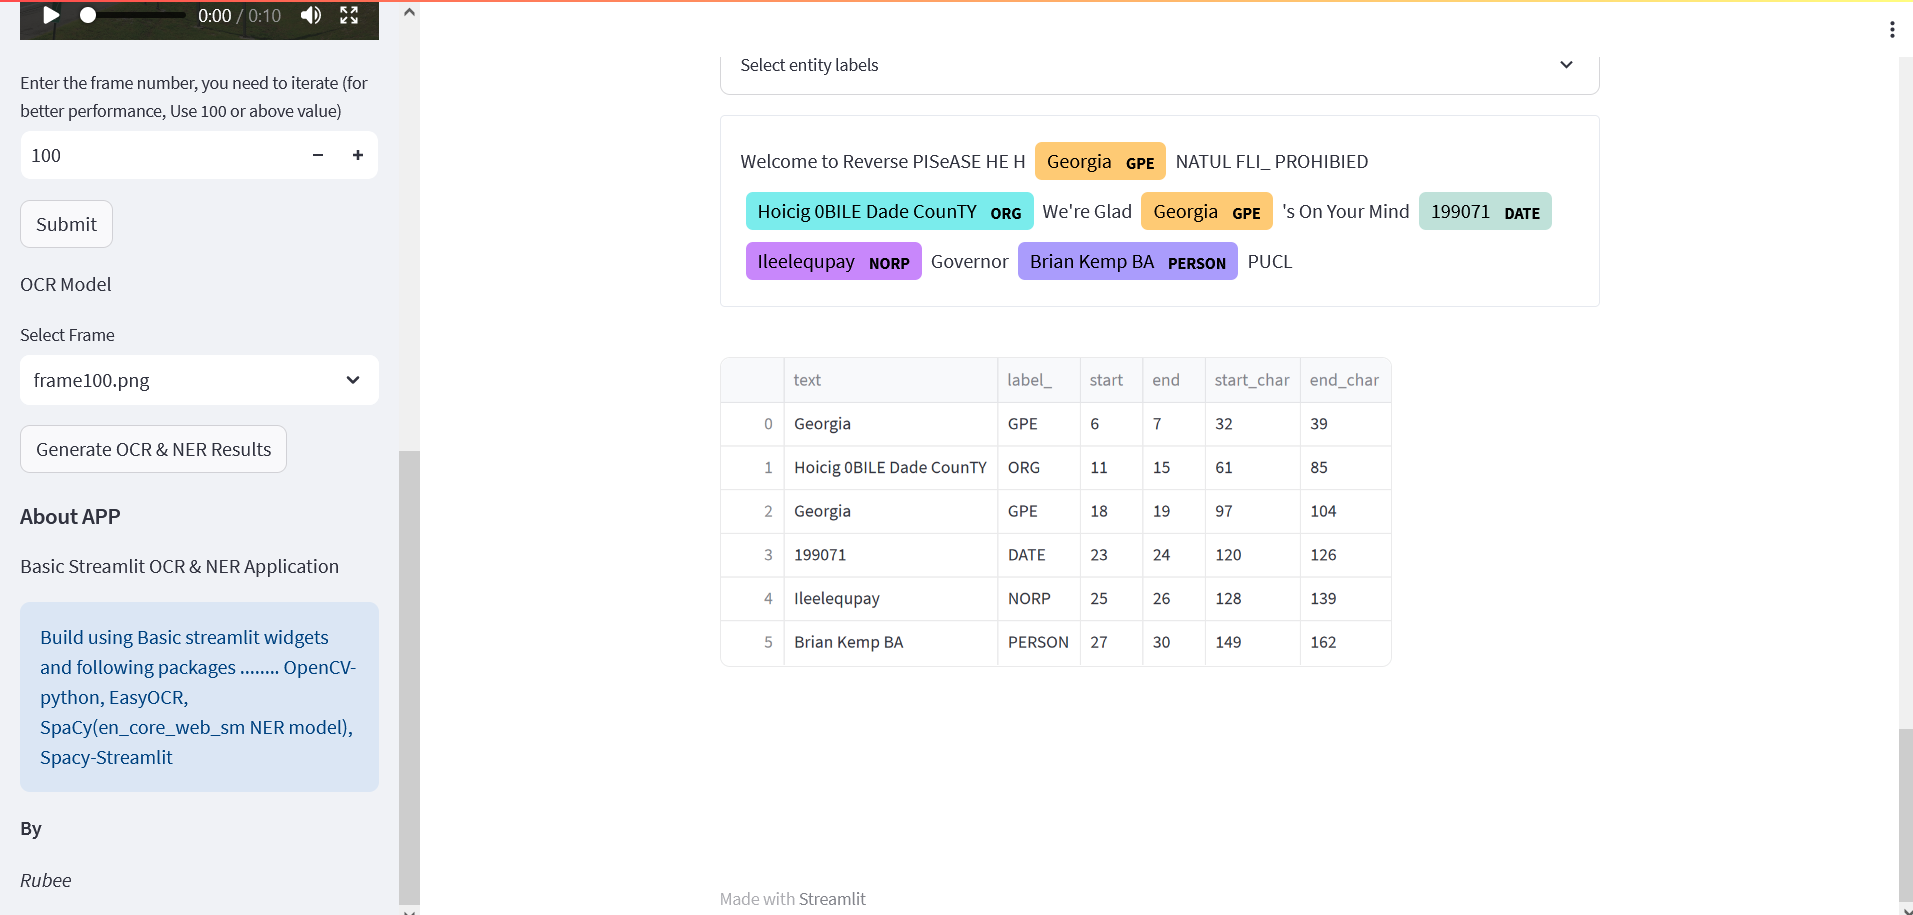 0:00 / 0:10
Enter the frame number, you need to iterate (for
better performance, Use 100 or above value)
100 − +
Submit
OCR Model
Select Frame
frame100.png
Generate OCR & NER Results
About APP
Basic Streamlit OCR & NER Application
Build using Basic streamlit widgets
and following packages ........ OpenCV-
python, EasyOCR,
SpaCy(en_core_web_sm NER model),
Spacy-Streamlit
By
Rubee
Select entity labels
Welcome to Reverse PISeASE HE H Georgia GPE NATUL FLI_ PROHIBIED
Hoicig 0BILE Dade CounTY ORG We're Glad Georgia GPE 's On Your Mind 199071 DATE
Ileelequpay NORP Governor Brian Kemp BA PERSON PUCL
text label_ start end start_char end_char
0 Georgia GPE 6 7 32 39
1 Hoicig 0BILE Dade CounTY ORG 11 15 61 85
2 Georgia GPE 18 19 97 104
3 199071 DATE 23 24 120 126
4 Ileelequpay NORP 25 26 128 139
5 Brian Kemp BA PERSON 27 30 149 162
Made with Streamlit